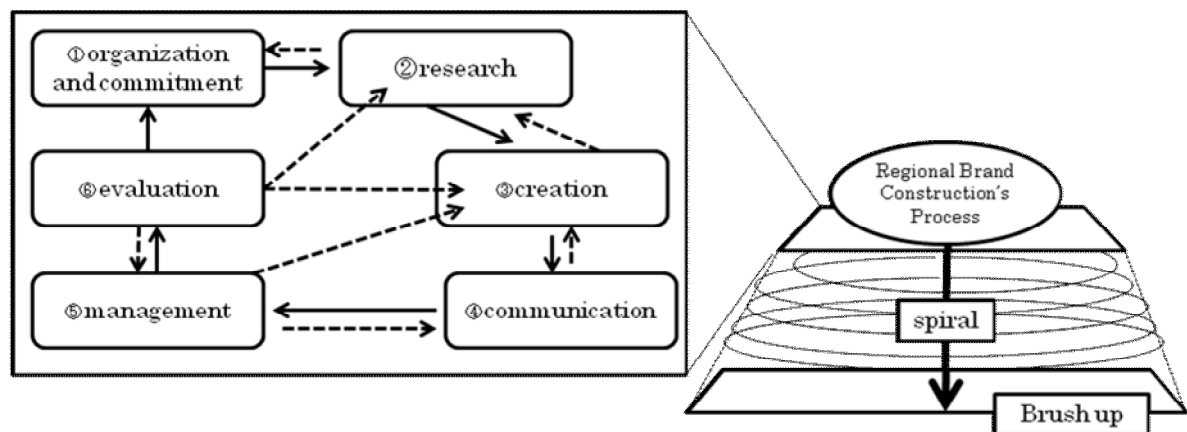 ①organization
and commitment
②research
⑥evaluation
③creation
⑤management
④communication
Regional Brand
Construction's
Process
spiral
Brush up